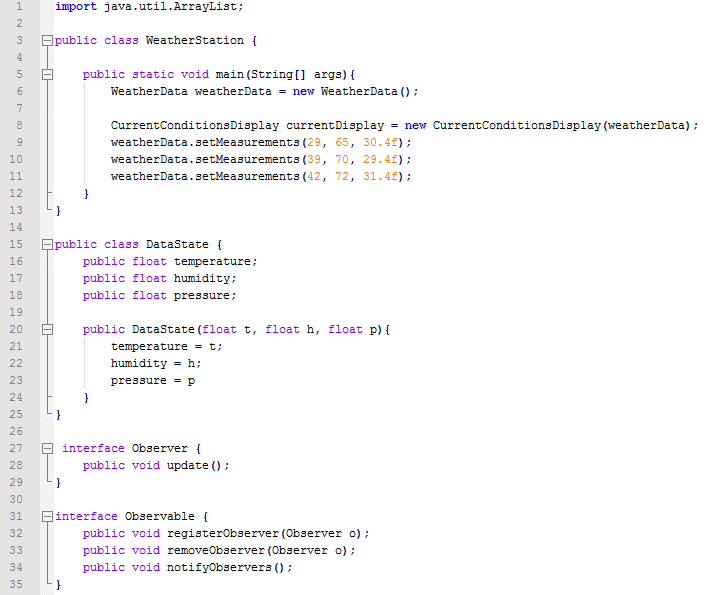 1 import java.util.ArrayList;
2
3 public class WeatherStation {
4
5     public static void main(String[] args){
6         WeatherData weatherData = new WeatherData();
7
8         CurrentConditionsDisplay currentDisplay = new CurrentConditionsDisplay(weatherData);
9         weatherData.setMeasurements(29, 65, 30.4f);
10         weatherData.setMeasurements(39, 70, 29.4f);
11         weatherData.setMeasurements(42, 72, 31.4f);
12     }
13 }
14
15 public class DataState {
16     public float temperature;
17     public float humidity;
18     public float pressure;
19
20     public DataState(float t, float h, float p){
21         temperature = t;
22         humidity = h;
23         pressure = p
24     }
25 }
26
27  interface Observer {
28     public void update();
29 }
30
31 interface Observable {
32     public void registerObserver(Observer o);
33     public void removeObserver(Observer o);
34     public void notifyObservers();
35 }